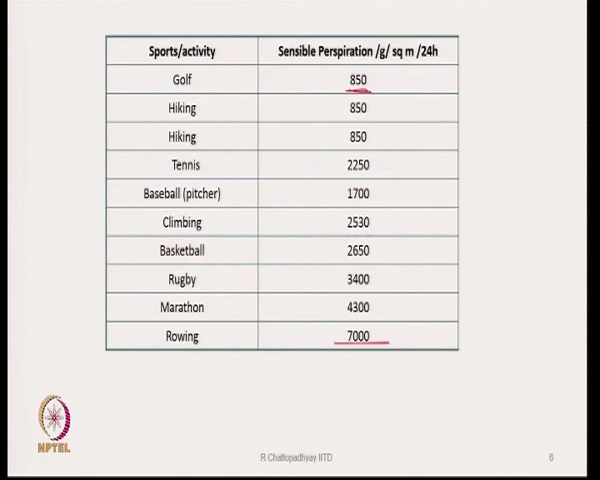 Sports/activity Sensible Perspiration /g/ sq m /24h
Golf 850
Hiking 850
Hiking 850
Tennis 2250
Baseball (pitcher) 1700
Climbing 2530
Basketball 2650
Rugby 3400
Marathon 4300
Rowing 7000
NPTEL
R Chattopadhyay IITD 6